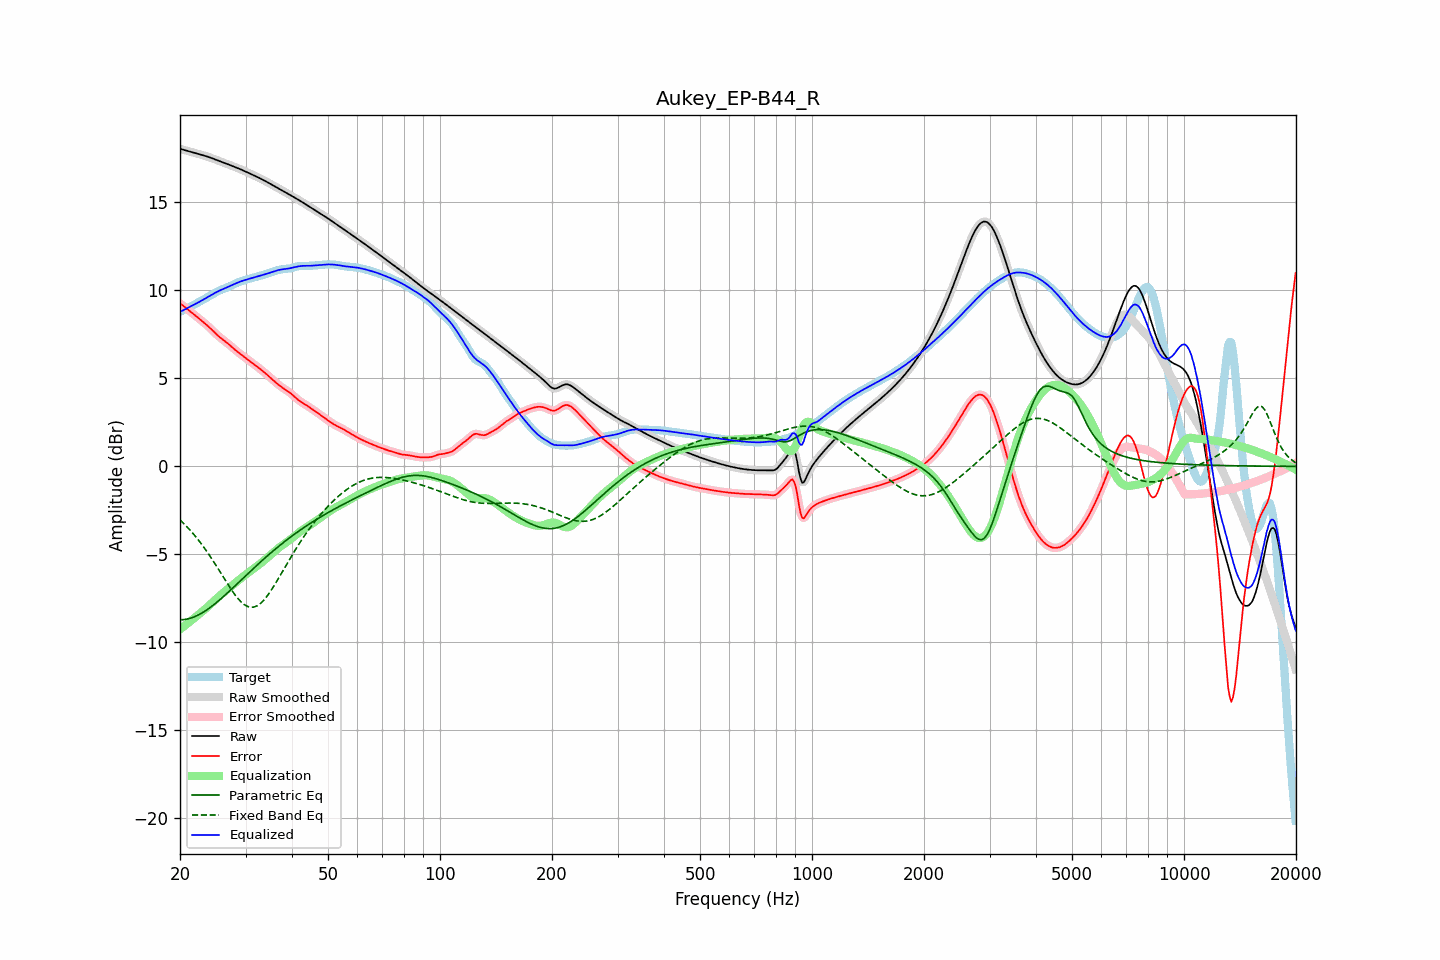 Aukey_EP-B44_R
Amplitude (dBr)
15
10
5
0
−5
−10
−15
−20
Target
Raw Smoothed
Error Smoothed
Raw
Error
Equalization
Parametric Eq
Fixed Band Eq
Equalized
20 50 100 200 500 1000 2000 5000 10000 20000
Frequency (Hz)